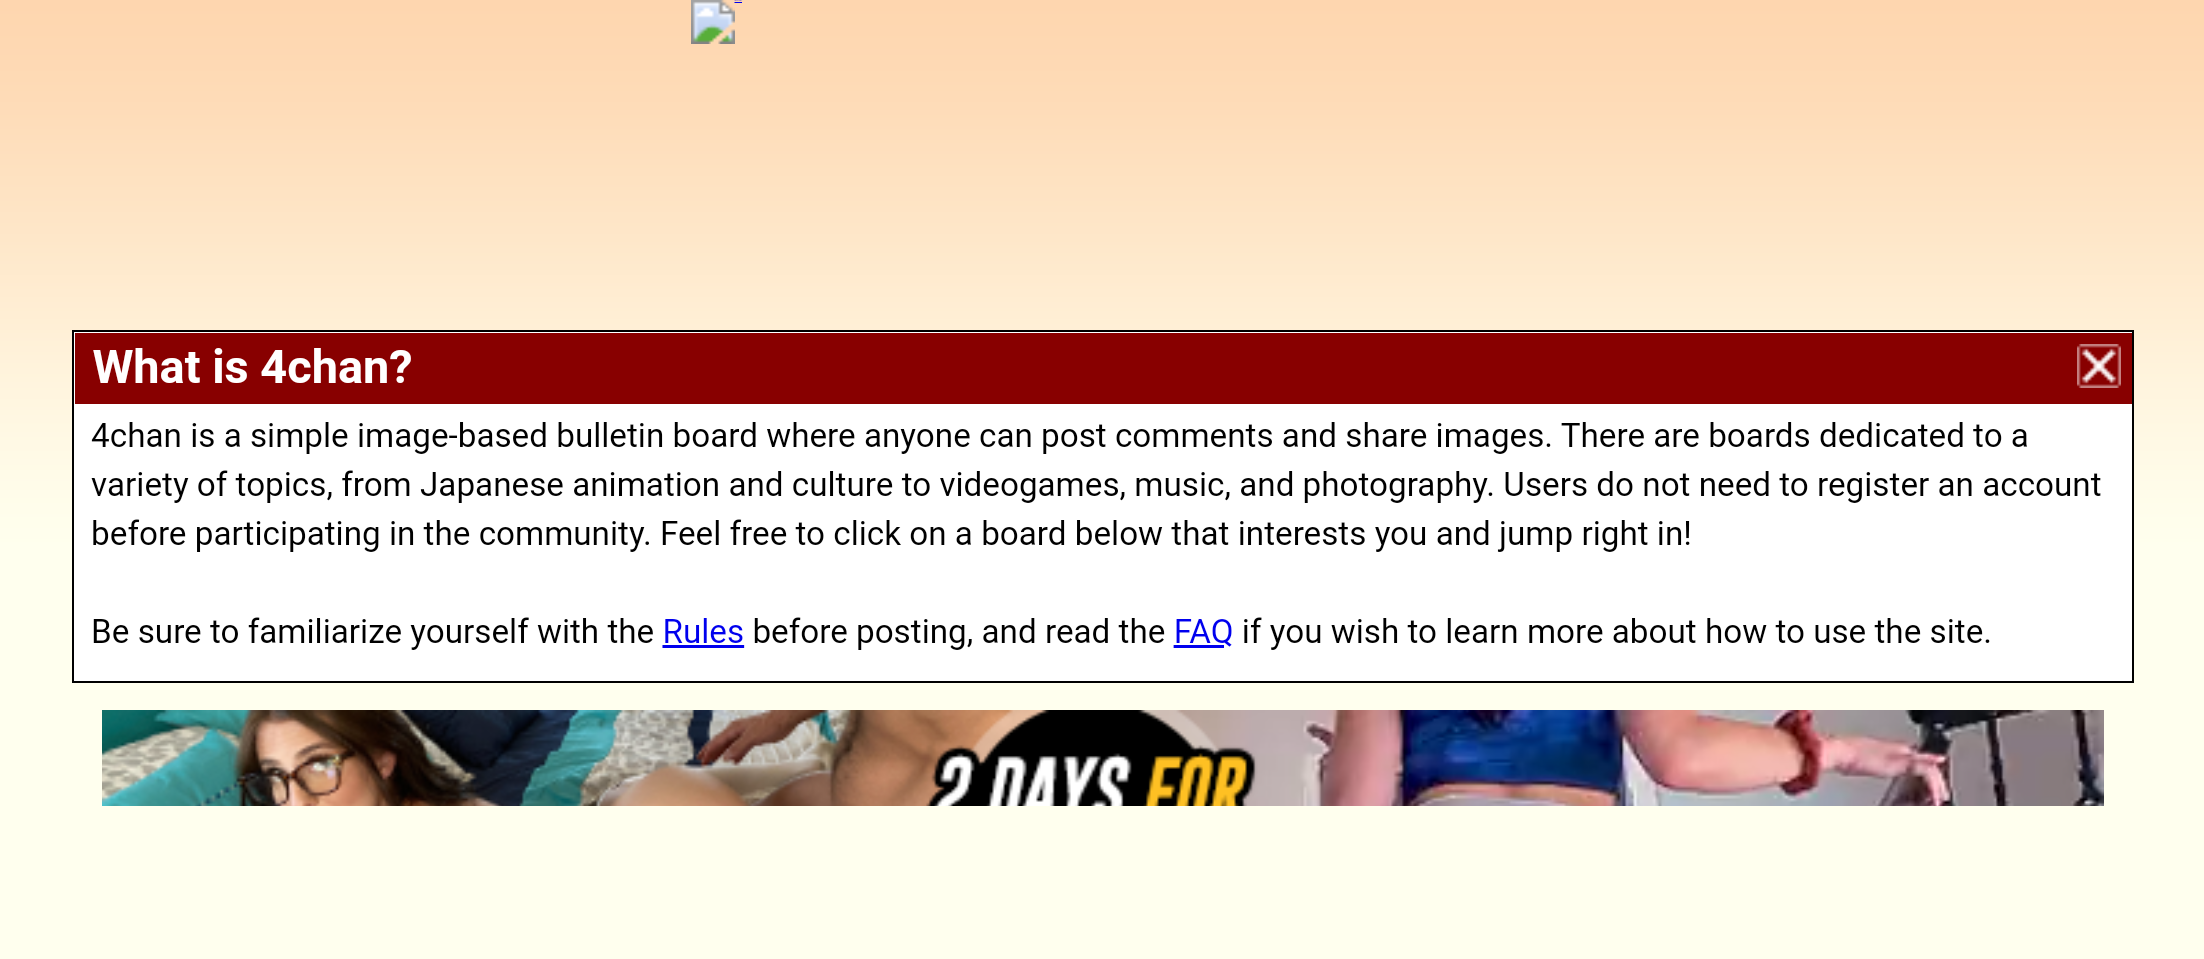 What is 4chan?
4chan is a simple image-based bulletin board where anyone can post comments and share images. There are boards dedicated to a
variety of topics, from Japanese animation and culture to videogames, music, and photography. Users do not need to register an account
before participating in the community. Feel free to click on a board below that interests you and jump right in!
Be sure to familiarize yourself with the Rules before posting, and read the FAQ if you wish to learn more about how to use the site.
2 DAYS FOR